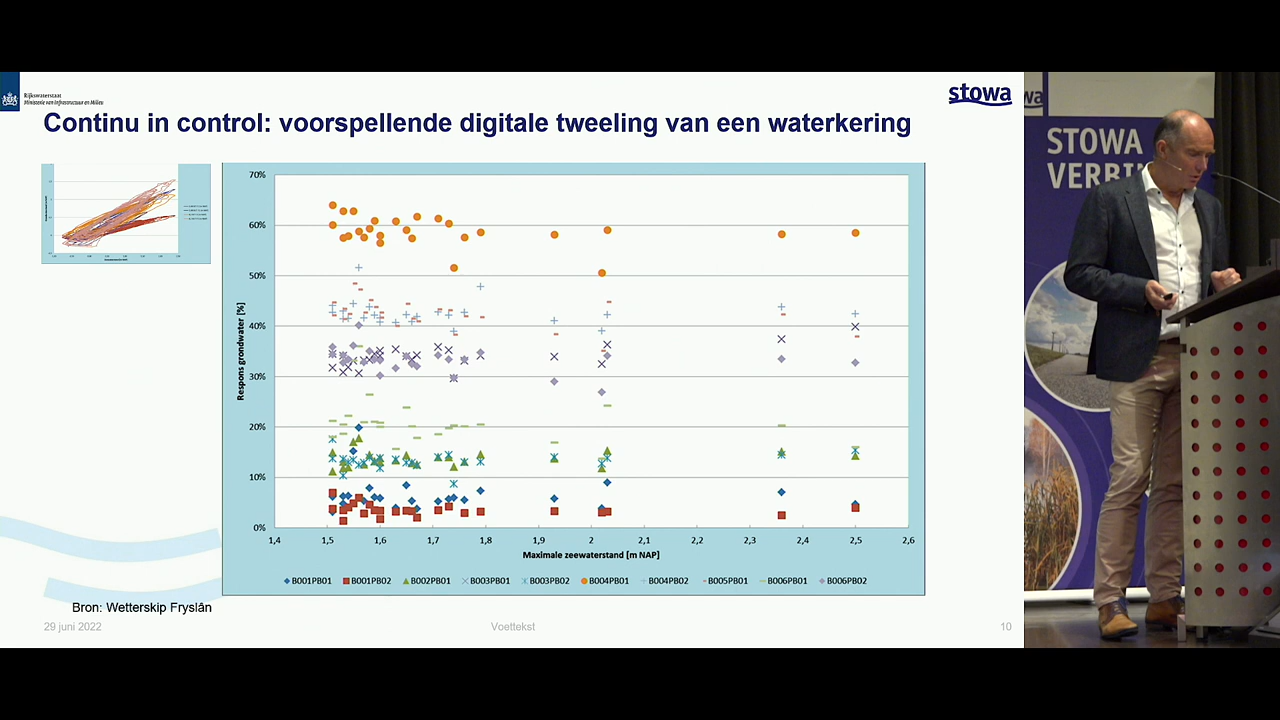 Rijkswaterstaat
Ministerie van Infrastructuur en Milieu
stowa
Continu in control: voorspellende digitale tweeling van een waterkering
70%
60%
50%
40%
30%
20%
10%
0%
Respons grondwater [%]
1,4 1,5 1,6 1,7 1,8 1,9 2 2,1 2,2 2,3 2,4 2,5 2,6
Maximale zeewaterstand [m NAP]
B001PB01 B001PB02 B002PB01 B003PB01 B003PB02 B004PB01 B004PB02 B005PB01 B006PB01 B006PB02
Bron: Wetterskip Fryslân
29 juni 2022
Voettekst
10
STOWA